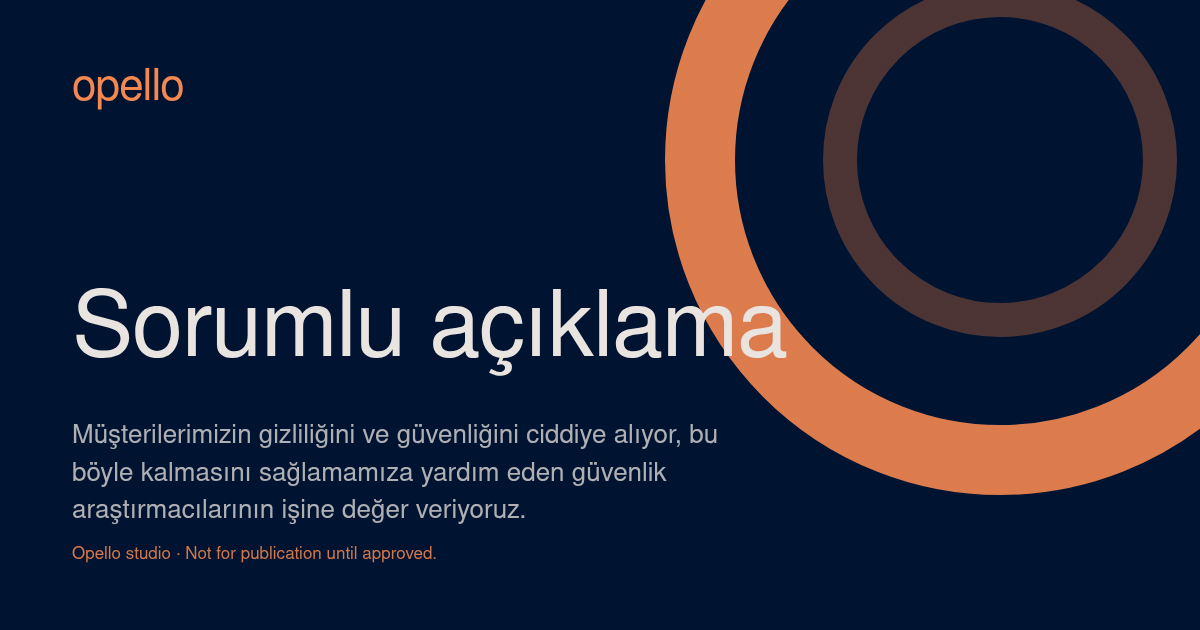 opello
Sorumlu açıklama
Müşterilerimizin gizliliğini ve güvenliğini ciddiye alıyor, bu
böyle kalmasını sağlamamıza yardım eden güvenlik
araştırmacılarının işine değer veriyoruz.
Opello studio · Not for publication until approved.